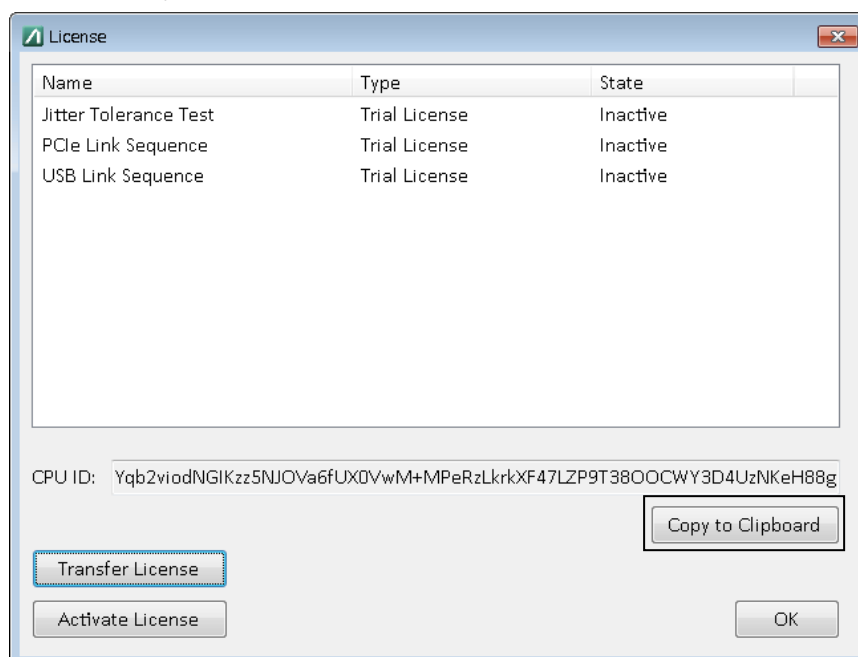 License
Name Type State
Jitter Tolerance Test Trial License Inactive
PCIe Link Sequence Trial License Inactive
USB Link Sequence Trial License Inactive
CPU ID: Yqb2viodNGIKzz5NJOVa6fUX0VwM+MPeRzLkrkXF47LZP9T38OOCWY3D4UzNKeH88g
Copy to Clipboard
Transfer License
Activate License OK